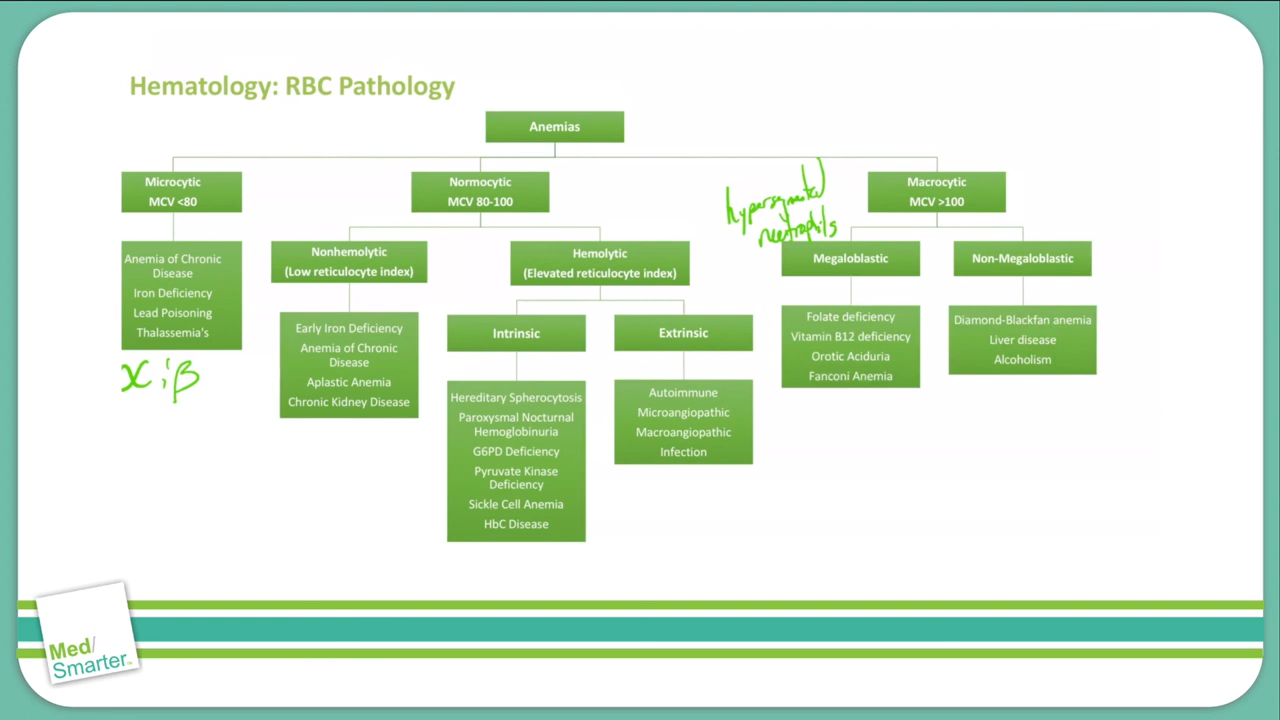 Hematology: RBC Pathology
Anemias
Microcytic
MCV <80
Anemia of Chronic
Disease
Iron Deficiency
Lead Poisoning
Thalassemia's
α ; β
Normocytic
MCV 80-100
Nonhemolytic
(Low reticulocyte index)
Early Iron Deficiency
Anemia of Chronic
Disease
Aplastic Anemia
Chronic Kidney Disease
Hemolytic
(Elevated reticulocyte index)
Intrinsic
Hereditary Spherocytosis
Paroxysmal Nocturnal
Hemoglobinuria
G6PD Deficiency
Pyruvate Kinase
Deficiency
Sickle Cell Anemia
HbC Disease
Extrinsic
Autoimmune
Microangiopathic
Macroangiopathic
Infection
Macrocytic
MCV >100
hypersegmented
neutrophils
Megaloblastic
Folate deficiency
Vitamin B12 deficiency
Orotic Aciduria
Fanconi Anemia
Non-Megaloblastic
Diamond-Blackfan anemia
Liver disease
Alcoholism
Med/
Smarter